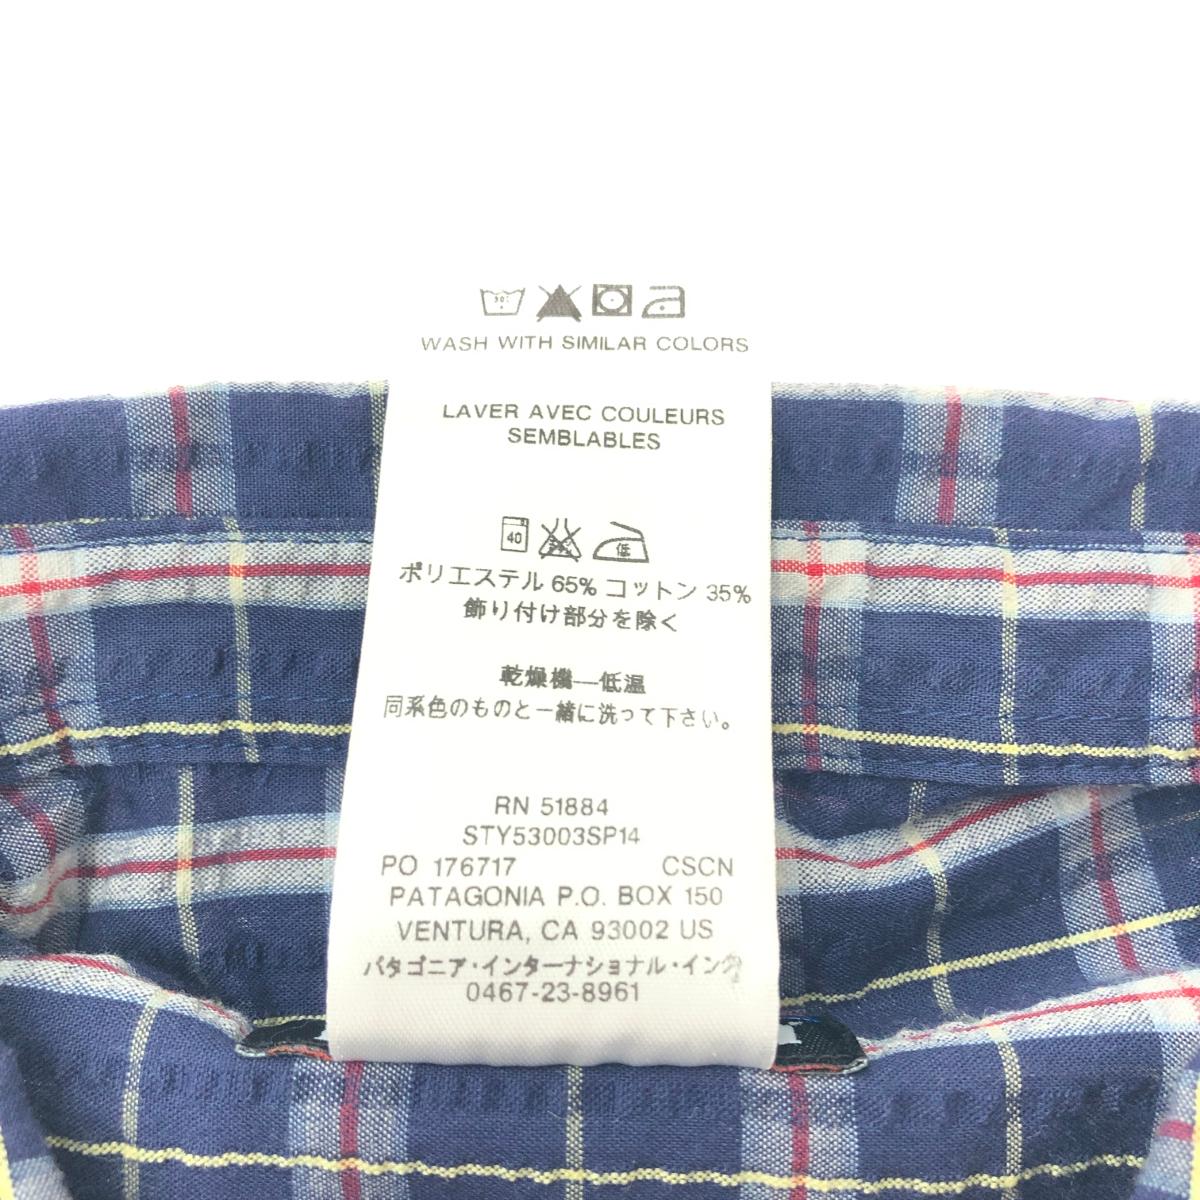 WASH WITH SIMILAR COLORS
LAVER AVEC COULEURS
SEMBLABLES
40
低
ポリエステル 65% コットン 35%
飾り付け部分を除く
乾燥機—低温
同系色のものと一緒に洗って下さい。
RN 51884
STY53003SP14
PO 176717 CSCN
PATAGONIA P.O. BOX 150
VENTURA, CA 93002 US
パタゴニア・インターナショナル・インク
0467-23-8961